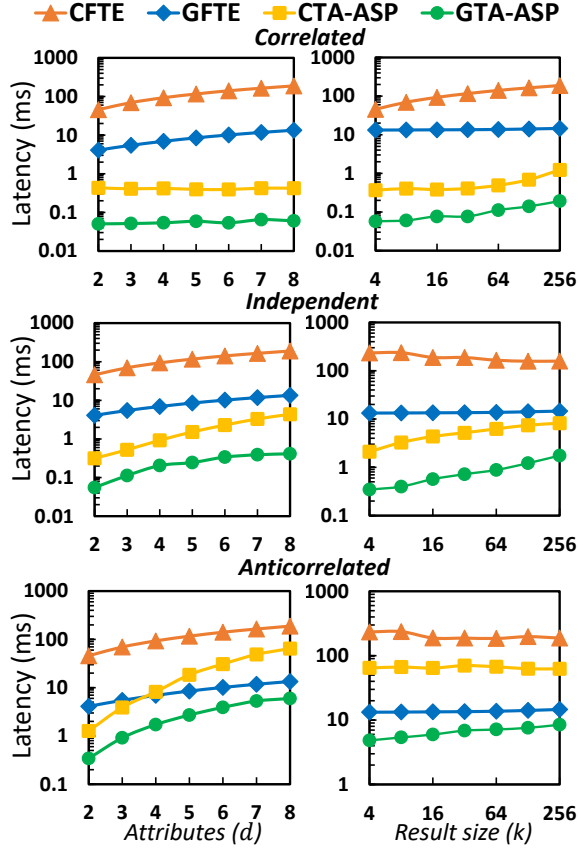 CFTE GFTE CTA-ASP GTA-ASP
Correlated
Latency (ms)
1000
100
10
1
0.1
0.01
2 3 4 5 6 7 8
1000
100
10
1
0.1
0.01
4 16 64 256
Independent
Latency (ms)
1000
100
10
1
0.1
0.01
2 3 4 5 6 7 8
1000
100
10
1
0.1
4 16 64 256
Anticorrelated
Latency (ms)
1000
100
10
1
0.1
2 3 4 5 6 7 8
Attributes (d)
1000
100
10
1
4 16 64 256
Result size (k)